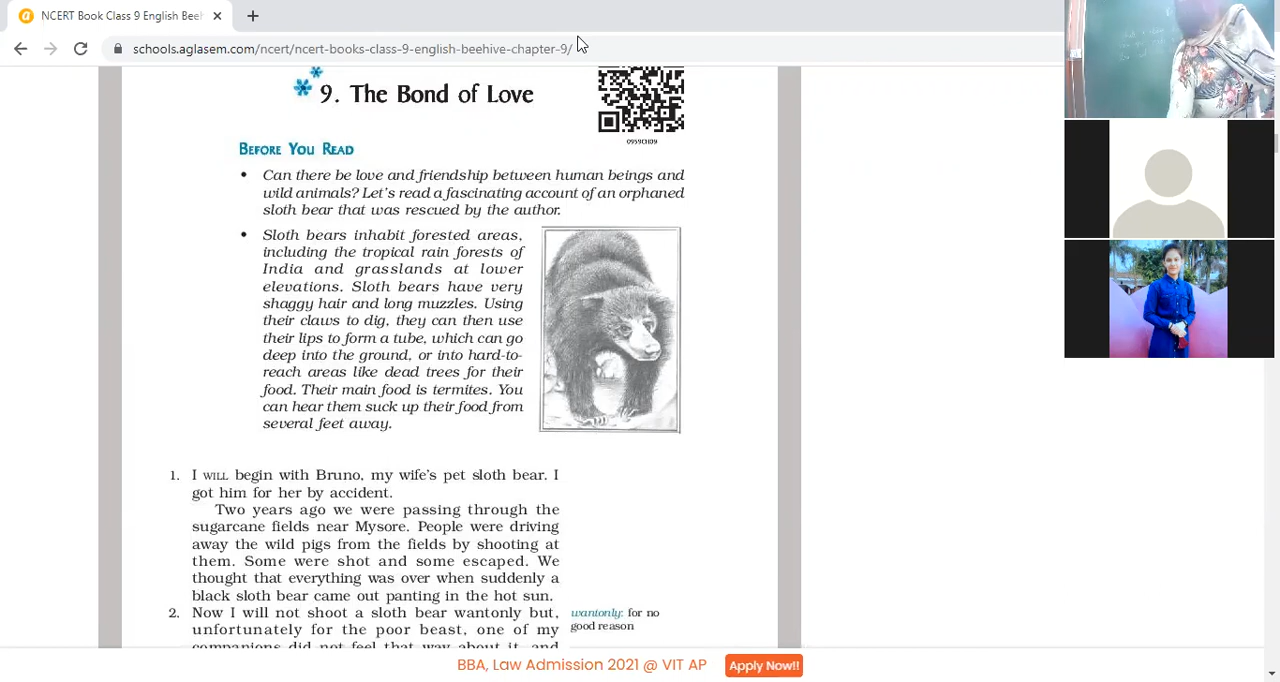 NCERT Book Class 9 English Beeh
schools.aglasem.com/ncert/ncert-books-class-9-english-beehive-chapter-9/
9. The Bond of Love
0959CH09
BEFORE YOU READ
• Can there be love and friendship between human beings and
wild animals? Let's read a fascinating account of an orphaned
sloth bear that was rescued by the author.
• Sloth bears inhabit forested areas,
including the tropical rain forests of
India and grasslands at lower
elevations. Sloth bears have very
shaggy hair and long muzzles. Using
their claws to dig, they can then use
their lips to form a tube, which can go
deep into the ground, or into hard-to-
reach areas like dead trees for their
food. Their main food is termites. You
can hear them suck up their food from
several feet away.
1. I WILL begin with Bruno, my wife's pet sloth bear. I
got him for her by accident.
Two years ago we were passing through the
sugarcane fields near Mysore. People were driving
away the wild pigs from the fields by shooting at
them. Some were shot and some escaped. We
thought that everything was over when suddenly a
black sloth bear came out panting in the hot sun.
2. Now I will not shoot a sloth bear wantonly but,
unfortunately for the poor beast, one of my
companions did not feel that way about it, and
wantonly: for no
good reason
BBA, Law Admission 2021 @ VIT AP
Apply Now!!